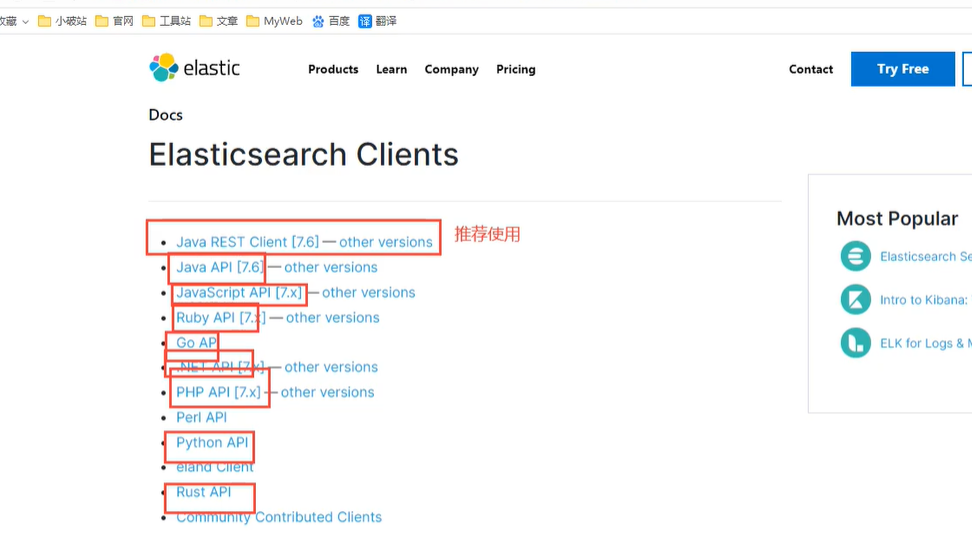 收藏 小破站 官网 工具站 文章 MyWeb 百度 译 翻译
elastic Products Learn Company Pricing Contact Try Free
Docs
Elasticsearch Clients
Java REST Client [7.6] — other versions 推荐使用
Java API [7.6] — other versions
JavaScript API [7.x] — other versions
Ruby API [7.x] — other versions
Go AP
.NET API [7.x] — other versions
PHP API [7.x] — other versions
Perl API
Python API
eland Client
Rust API
Community Contributed Clients
Most Popular
Elasticsearch Se
Intro to Kibana:
ELK for Logs & M